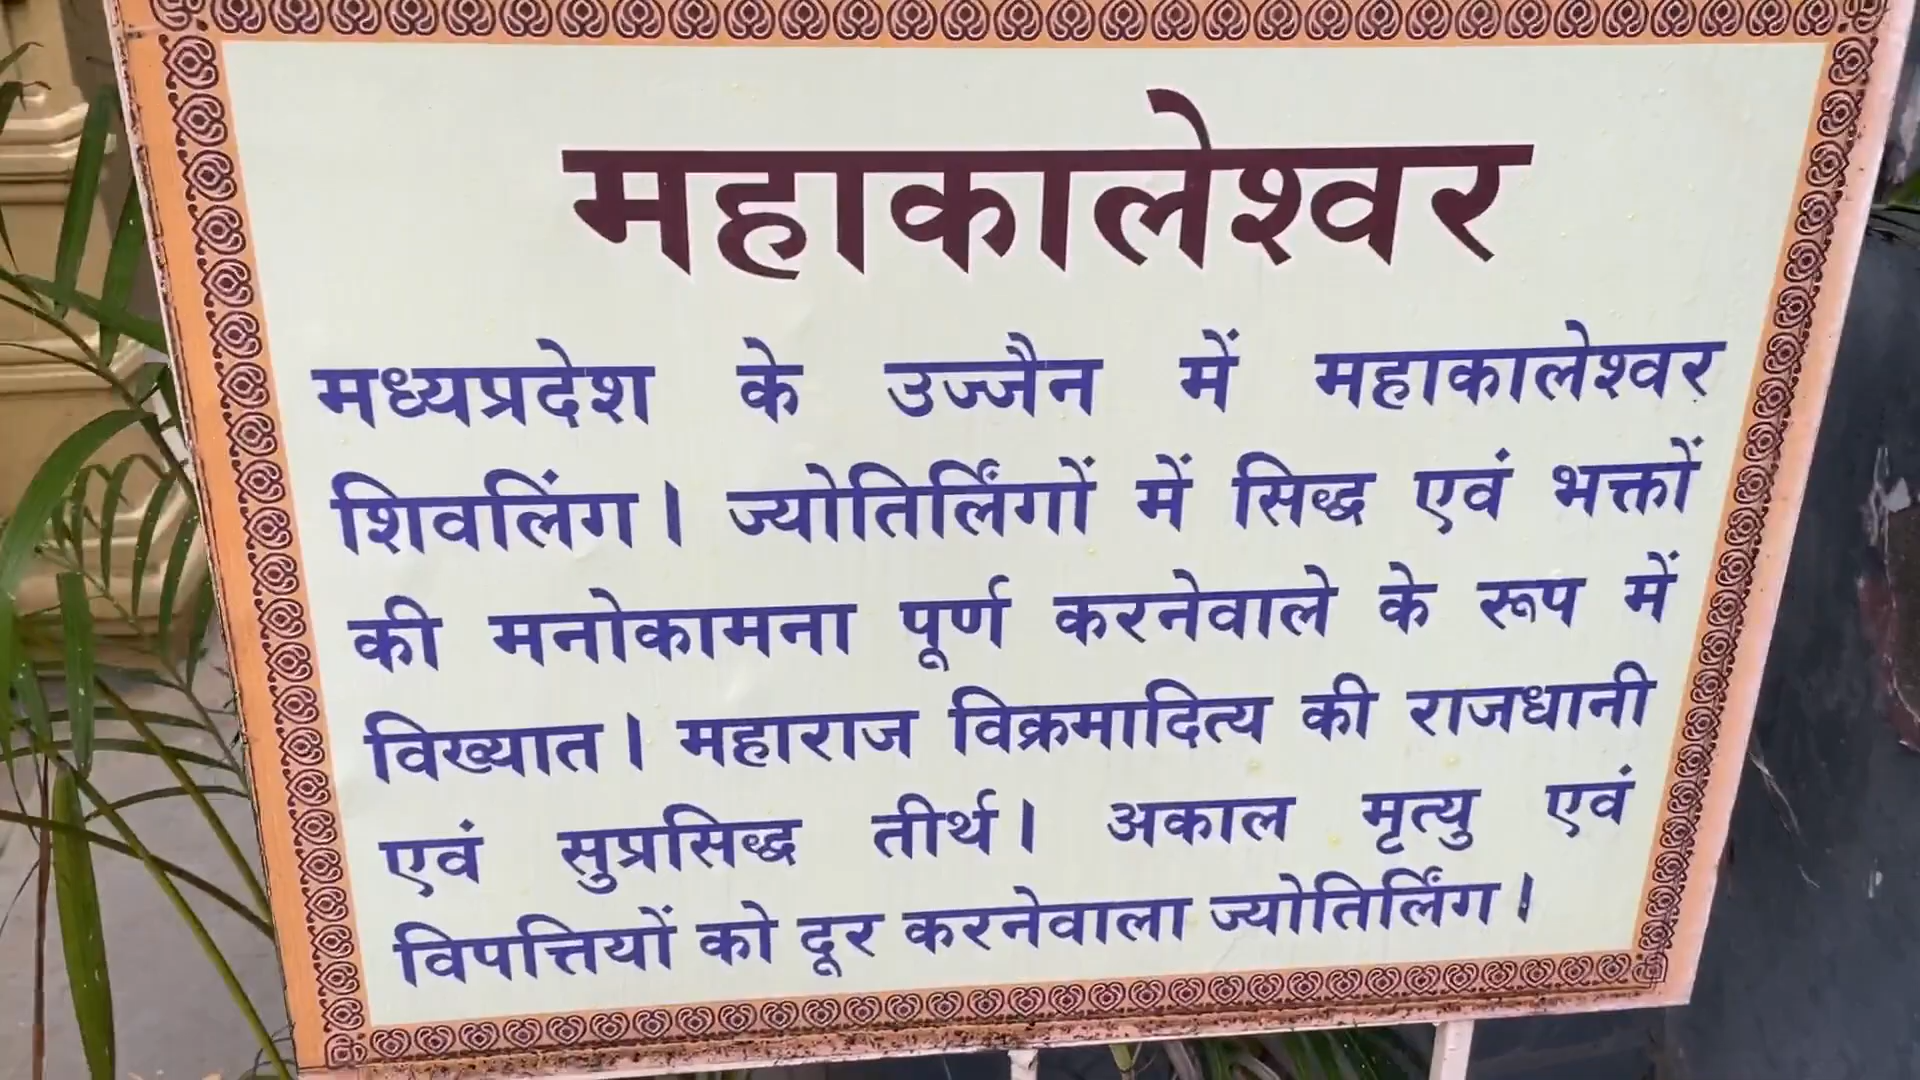 महाकालेश्वर
मध्यप्रदेश के उज्जैन में महाकालेश्वर
शिवलिंग। ज्योतिर्लिंगों में सिद्ध एवं भक्तों
की मनोकामना पूर्ण करनेवाले के रूप में
विख्यात। महाराज विक्रमादित्य की राजधानी
एवं सुप्रसिद्ध तीर्थ। अकाल मृत्यु एवं
विपत्तियों को दूर करनेवाला ज्योतिर्लिंग।